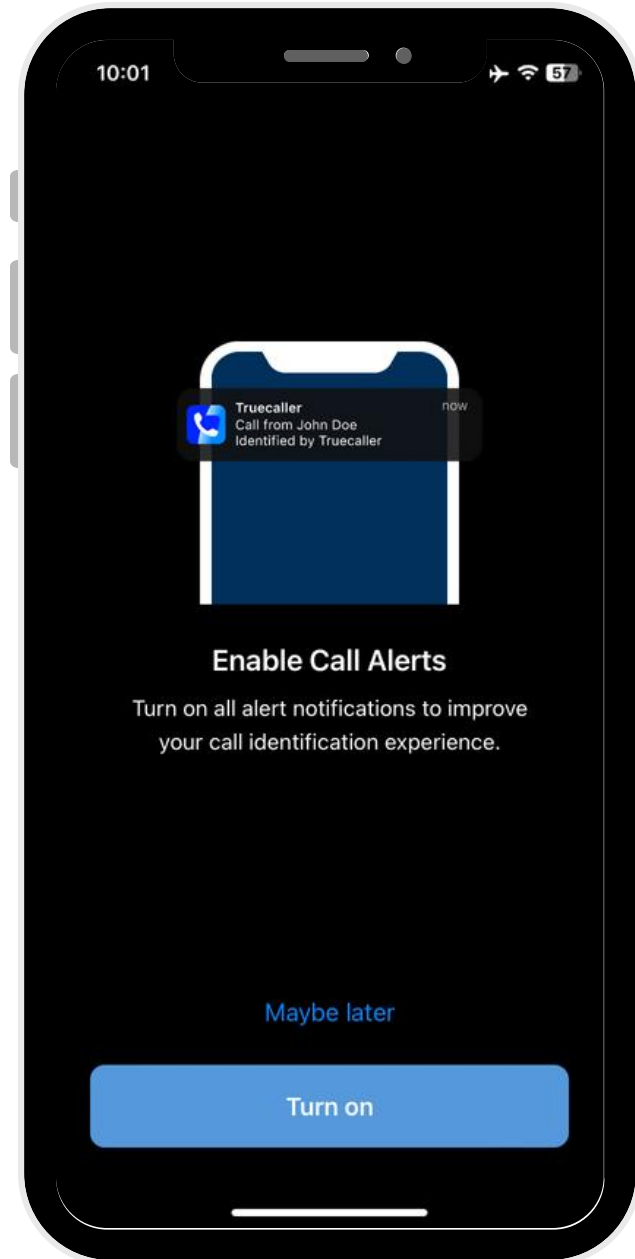 10:01
57
Truecaller
now
Call from John Doe
Identified by Truecaller
Enable Call Alerts
Turn on all alert notifications to improve
your call identification experience.
Maybe later
Turn on